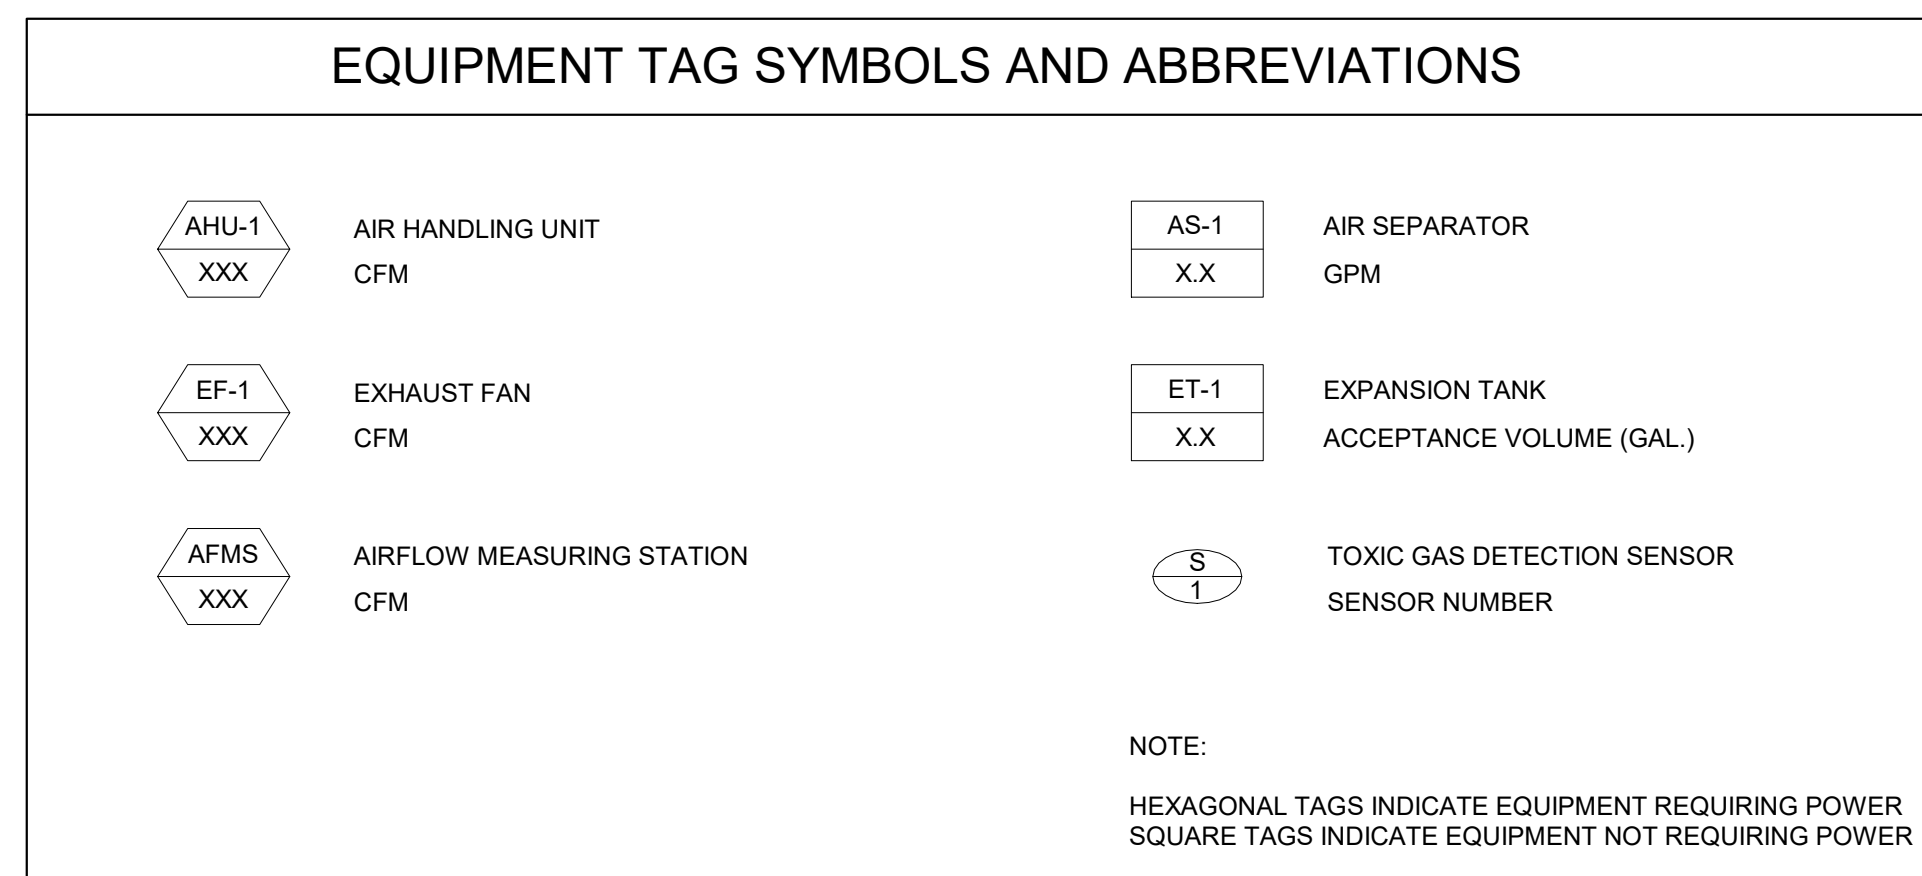 EQUIPMENT TAG SYMBOLS AND ABBREVIATIONS
AHU-1
XXX
AIR HANDLING UNIT
CFM
EF-1
XXX
EXHAUST FAN
CFM
AFMS
XXX
AIRFLOW MEASURING STATION
CFM
AS-1
X.X
AIR SEPARATOR
GPM
ET-1
X.X
EXPANSION TANK
ACCEPTANCE VOLUME (GAL.)
S
1
TOXIC GAS DETECTION SENSOR
SENSOR NUMBER
NOTE:
HEXAGONAL TAGS INDICATE EQUIPMENT REQUIRING POWER
SQUARE TAGS INDICATE EQUIPMENT NOT REQUIRING POWER